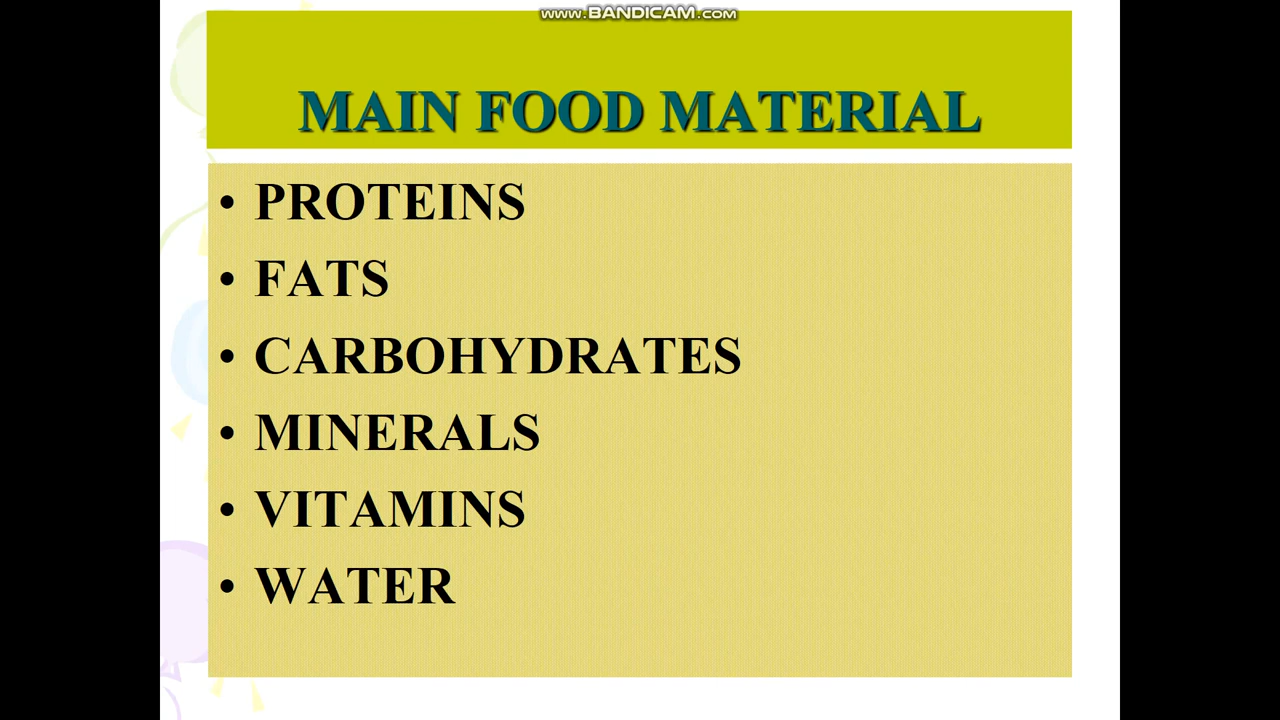 www.BANDICAM.com
MAIN FOOD MATERIAL
• PROTEINS
• FATS
• CARBOHYDRATES
• MINERALS
• VITAMINS
• WATER